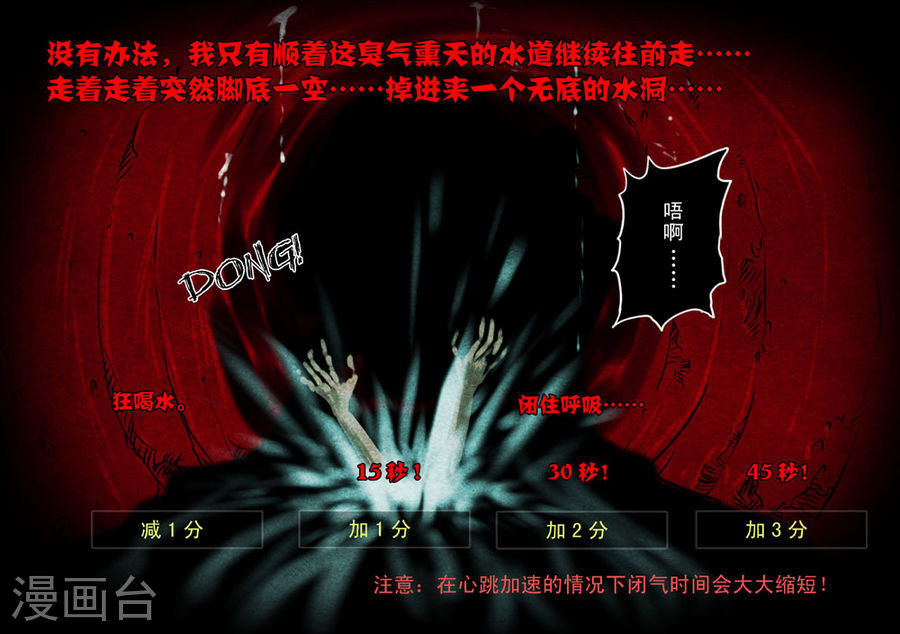 没有办法，我只有顺着这臭气熏天的水道继续往前走……
走着走着突然脚底一空……掉进来一个无底的水洞……
唔啊……
DONG!
狂喝水。
闭住呼吸……
15秒！
30秒！
45秒！
减1分
加1分
加2分
加3分
注意：在心跳加速的情况下闭气时间会大大缩短！
漫画台